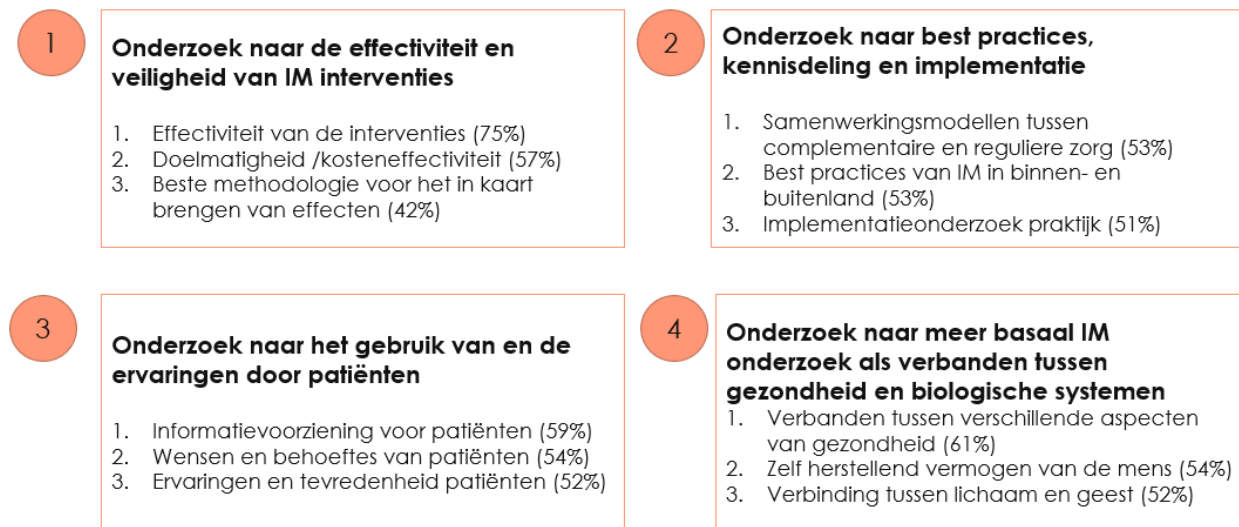 1
Onderzoek naar de effectiviteit en
veiligheid van IM interventies
1. Effectiviteit van de interventies (75%)
2. Doelmatigheid /kosteneffectiviteit (57%)
3. Beste methodologie voor het in kaart
brengen van effecten (42%)
2
Onderzoek naar best practices,
kennisdeling en implementatie
1. Samenwerkingsmodellen tussen
complementaire en reguliere zorg (53%)
2. Best practices van IM in binnen- en
buitenland (53%)
3. Implementatieonderzoek praktijk (51%)
3
Onderzoek naar het gebruik van en de
ervaringen door patiënten
1. Informatievoorziening voor patiënten (59%)
2. Wensen en behoeftes van patiënten (54%)
3. Ervaringen en tevredenheid patiënten (52%)
4
Onderzoek naar meer basaal IM
onderzoek als verbanden tussen
gezondheid en biologische systemen
1. Verbanden tussen verschillende aspecten
van gezondheid (61%)
2. Zelf herstellend vermogen van de mens (54%)
3. Verbinding tussen lichaam en geest (52%)